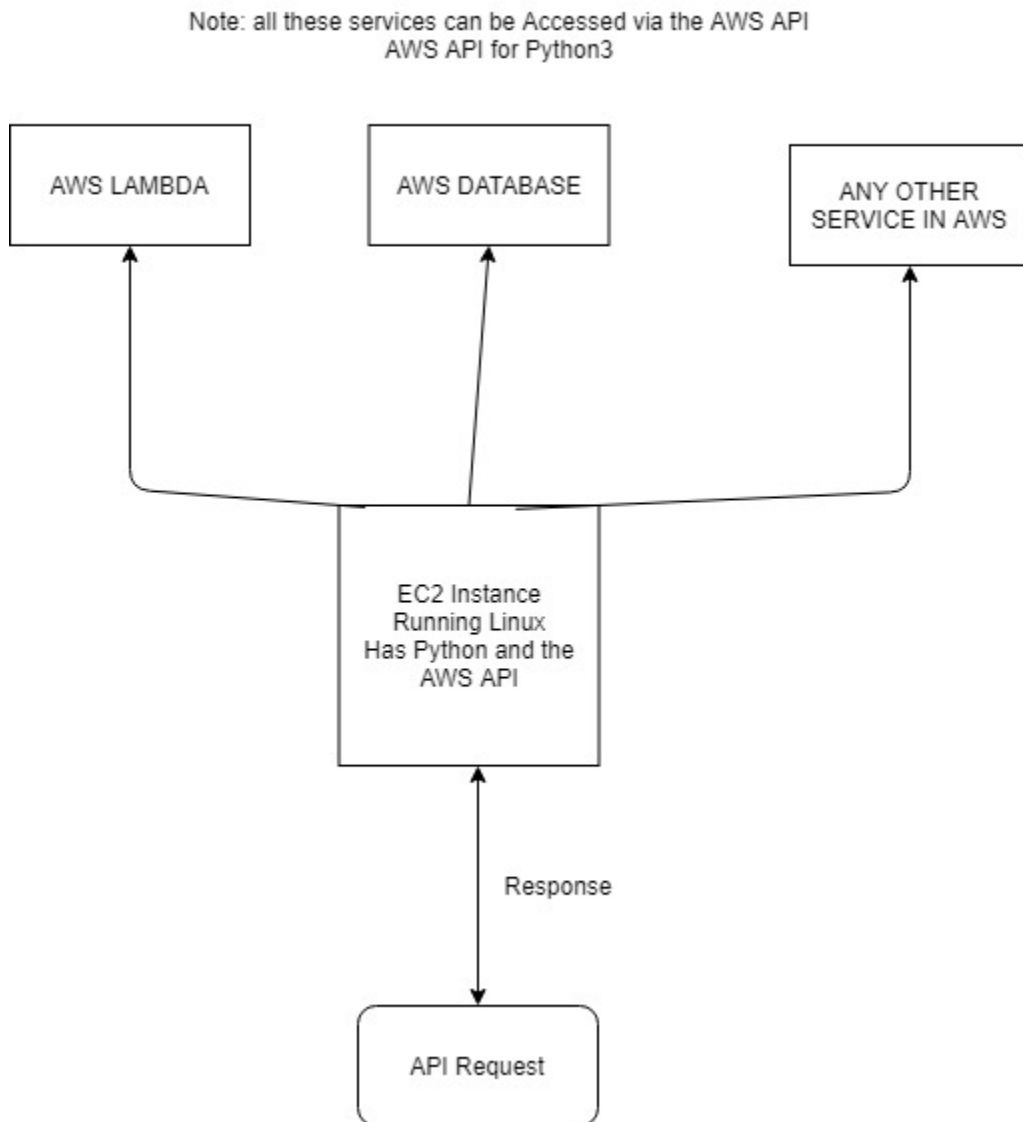 Note: all these services can be Accessed via the AWS API
AWS API for Python3
AWS LAMBDA
AWS DATABASE
ANY OTHER
SERVICE IN AWS
EC2 Instance
Running Linux
Has Python and the
AWS API
Response
API Request